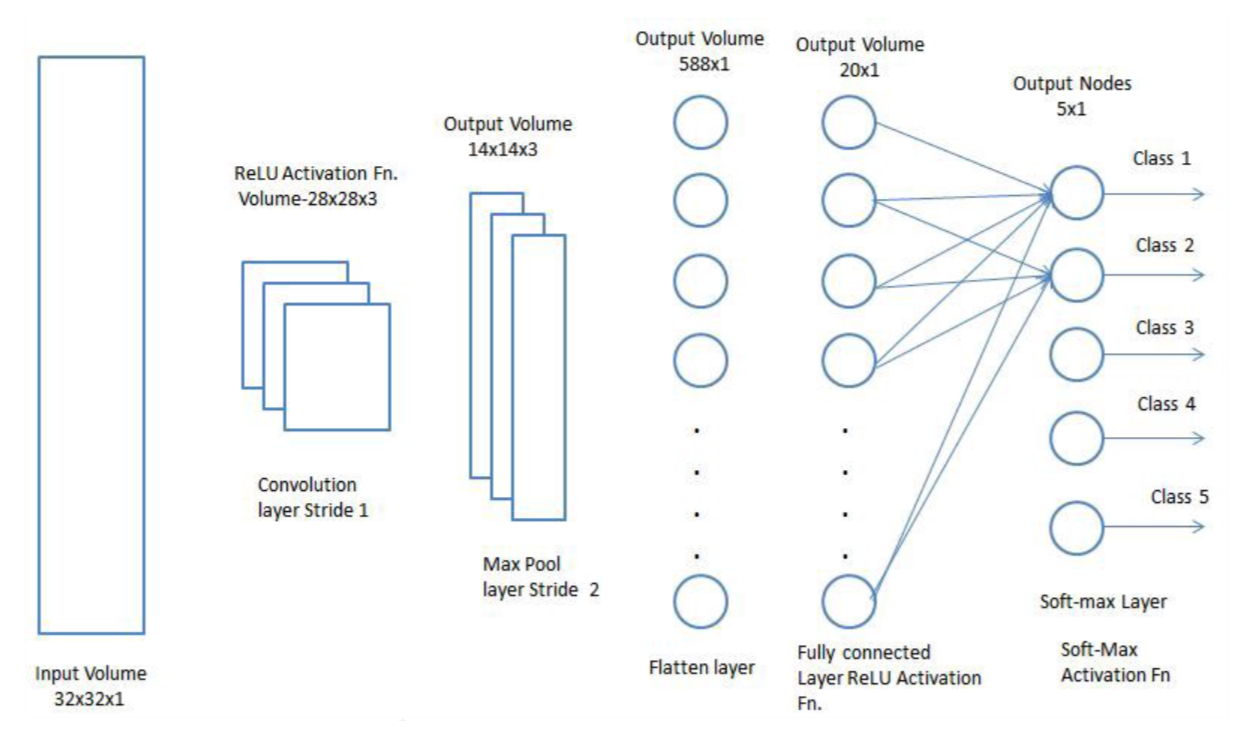 Input Volume
32x32x1
ReLU Activation Fn.
Volume-28x28x3
Convolution
layer Stride 1
Output Volume
14x14x3
Max Pool
layer Stride 2
Output Volume
588x1
Flatten layer
Output Volume
20x1
Fully connected
Layer ReLU Activation
Fn.
Output Nodes
5x1
Class 1
Class 2
Class 3
Class 4
Class 5
Soft-max Layer
Soft-Max
Activation Fn